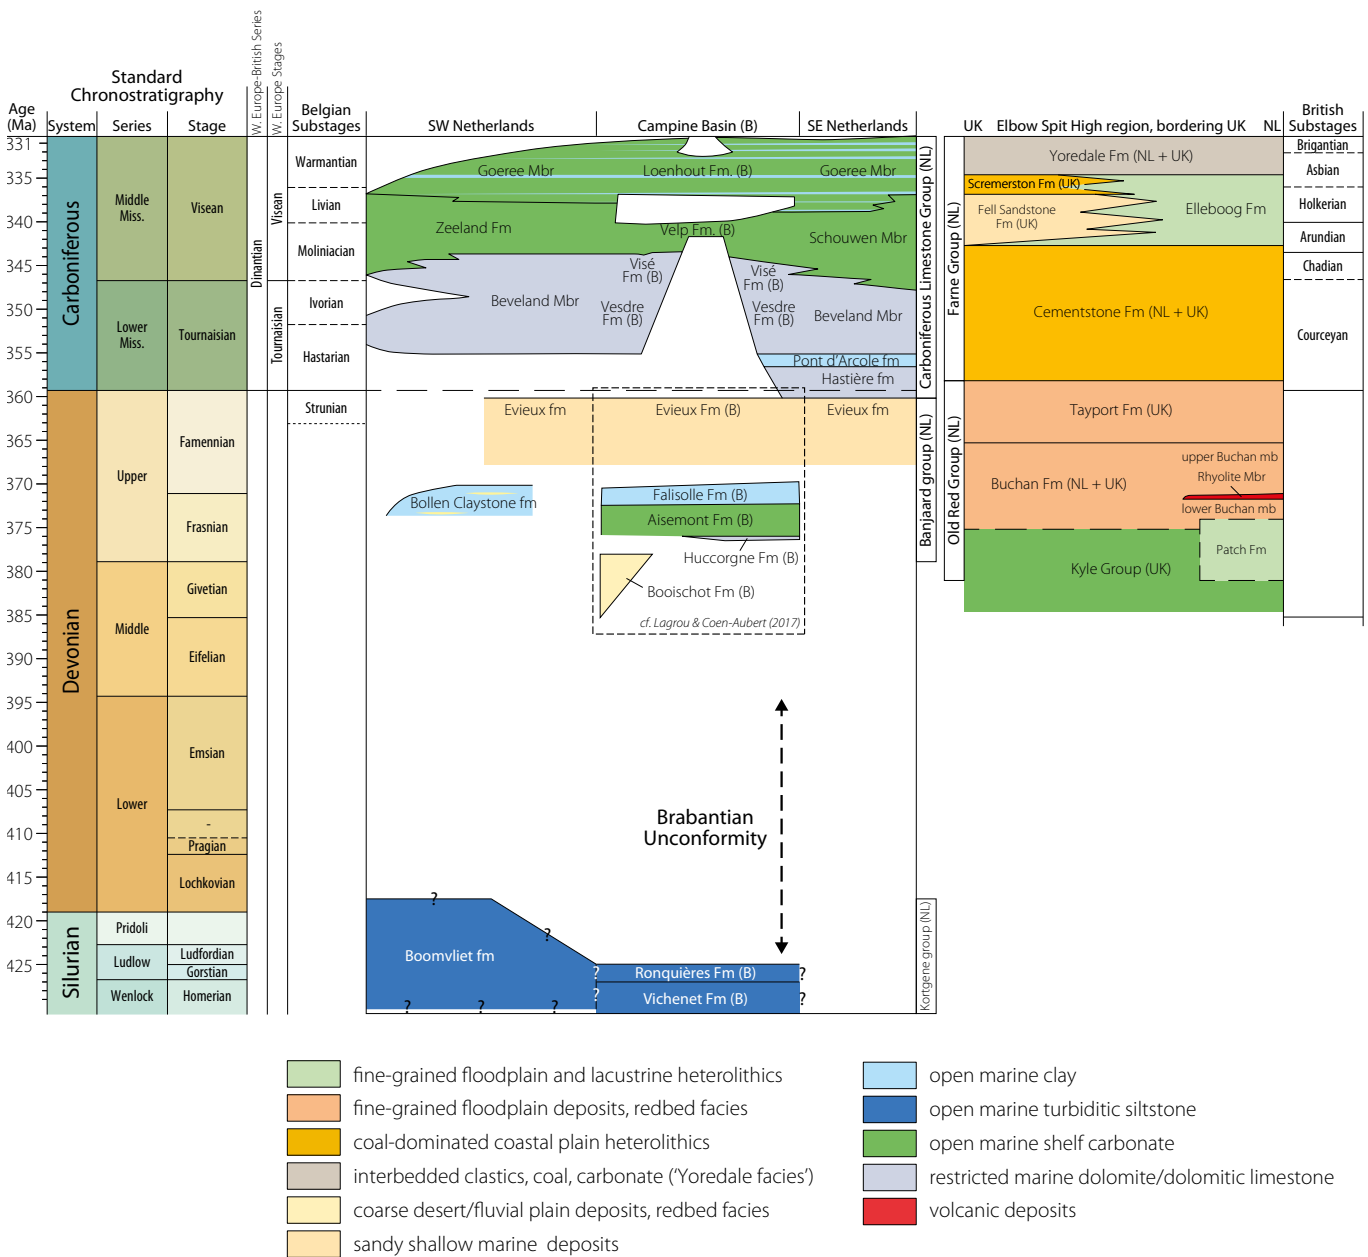 Standard
Chronostratigraphy
Age
(Ma)
System
Series
Stage
W. Europe-British Series
W. Europe Stages
Belgian
Substages
SW Netherlands
Campine Basin (B)
SE Netherlands
UK
Elbow Spit High region, bordering UK
NL
British
Substages
331
335
340
345
350
355
360
365
370
375
380
385
390
395
400
405
410
415
420
425
Carboniferous
Devonian
Silurian
Middle
Miss.
Lower
Miss.
Upper
Middle
Lower
Pridoli
Ludlow
Wenlock
Visean
Tournaisian
Famennian
Frasnian
Givetian
Eifelian
Emsian
-
Pragian
Lochkovian
Ludfordian
Gorstian
Homerian
Dinantian
Visean
Tournaisian
Warmantian
Livian
Moliniacian
Ivorian
Hastarian
Strunian
Goeree Mbr
Loenhout Fm. (B)
Goeree Mbr
Zeeland Fm
Velp Fm. (B)
Schouwen Mbr
Visé
Fm (B)
Visé
Fm (B)
Beveland Mbr
Vesdre
Fm (B)
Vesdre
Fm (B)
Beveland Mbr
Pont d'Arcole fm
Hastière fm
Evieux fm
Evieux Fm (B)
Evieux fm
Bollen Claystone fm
Falisolle Fm (B)
Aisemont Fm (B)
Huccorgne Fm (B)
Booischot Fm (B)
cf. Lagrou & Coen-Aubert (2017)
Brabantian
Unconformity
?
?
Boomvliet fm
?
Ronquières Fm (B)
?
?
Vichenet Fm (B)
?
?
?
?
Carboniferous Limestone Group (NL)
Banjaard group (NL)
Kortgene group (NL)
Farne Group (NL)
Old Red Group (NL)
Yoredale Fm (NL + UK)
Scremerston Fm (UK)
Fell Sandstone
Fm (UK)
Elleboog Fm
Cementstone Fm (NL + UK)
Tayport Fm (UK)
upper Buchan mb
Rhyolite Mbr
Buchan Fm (NL + UK)
lower Buchan mb
Patch Fm
Kyle Group (UK)
Brigantian
Asbian
Holkerian
Arundian
Chadian
Courceyan
fine-grained floodplain and lacustrine heterolithics
fine-grained floodplain deposits, redbed facies
coal-dominated coastal plain heterolithics
interbedded clastics, coal, carbonate ('Yoredale facies')
coarse desert/fluvial plain deposits, redbed facies
sandy shallow marine deposits
open marine clay
open marine turbiditic siltstone
open marine shelf carbonate
restricted marine dolomite/dolomitic limestone
volcanic deposits